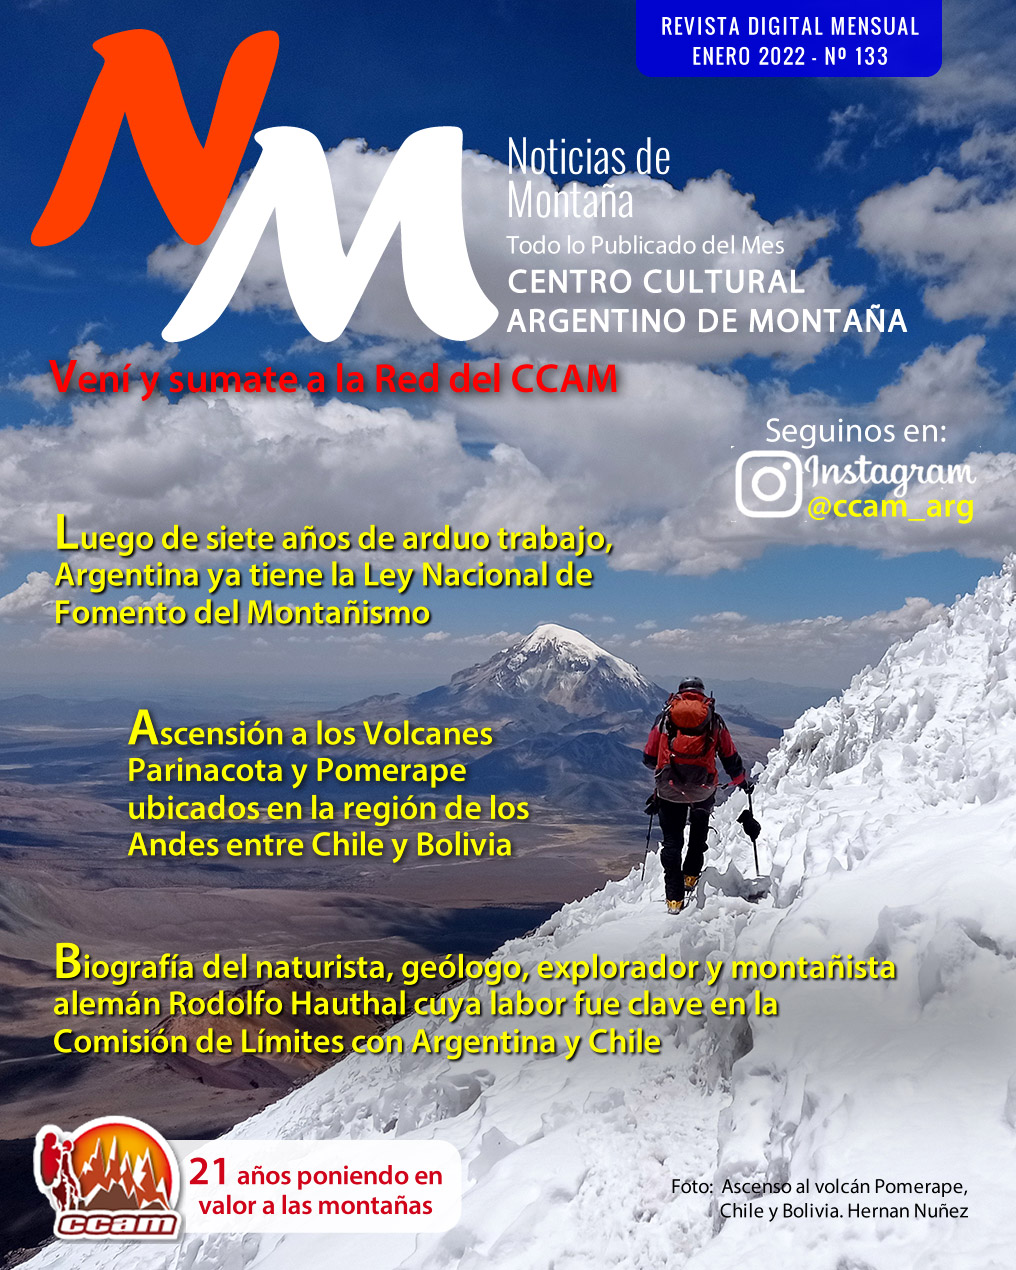 REVISTA DIGITAL MENSUAL
ENERO 2022 - Nº 133
NM
Noticias de
Montaña
Todo lo Publicado del Mes
CENTRO CULTURAL
ARGENTINO DE MONTAÑA
Vení y sumate a la Red del CCAM
Seguinos en:
Instagram
@ccam_arg
Luego de siete años de arduo trabajo,
Argentina ya tiene la Ley Nacional de
Fomento del Montañismo
Ascensión a los Volcanes
Parinacota y Pomerape
ubicados en la región de los
Andes entre Chile y Bolivia
Biografía del naturista, geólogo, explorador y montañista
alemán Rodolfo Hauthal cuya labor fue clave en la
Comisión de Límites con Argentina y Chile
ccam
21 años poniendo en
valor a las montañas
Foto: Ascenso al volcán Pomerape,
Chile y Bolivia. Hernan Nuñez